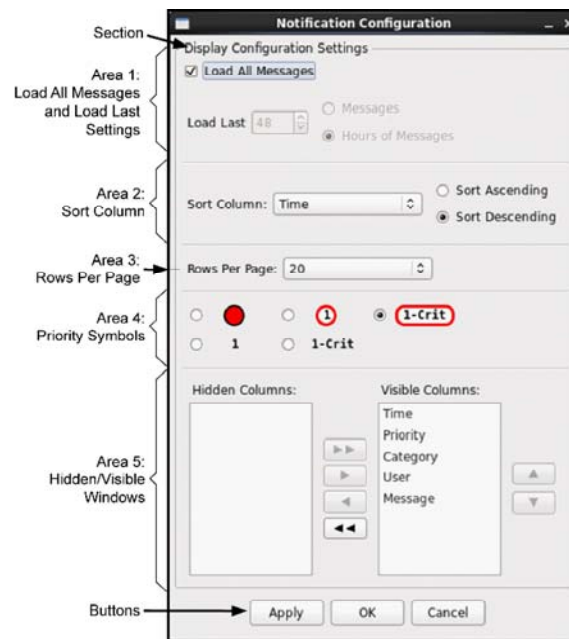 Notification Configuration
Section
Display Configuration Settings
Area 1:
Load All Messages
and Load Last
Settings
Load All Messages
Load Last 48
Messages
Hours of Messages
Area 2:
Sort Column
Sort Column: Time
Sort Ascending
Sort Descending
Area 3:
Rows Per Page
Rows Per Page: 20
Area 4:
Priority Symbols
1
1-Crit
1
1-Crit
Area 5:
Hidden/Visible
Windows
Hidden Columns:
Visible Columns:
Time
Priority
Category
User
Message
Buttons
Apply
OK
Cancel